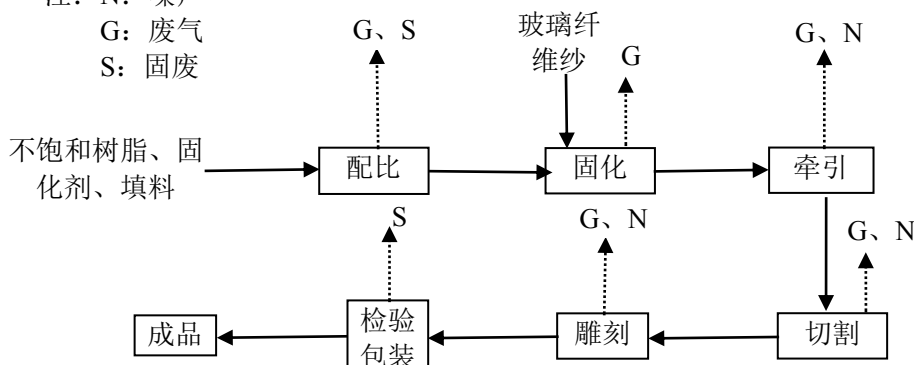 G：废气
S：固废
G、S
玻璃纤
维纱
G
G、N
不饱和树脂、固
化剂、填料
配比
固化
牵引
S
G、N
G、N
成品
检验
包装
雕刻
切割